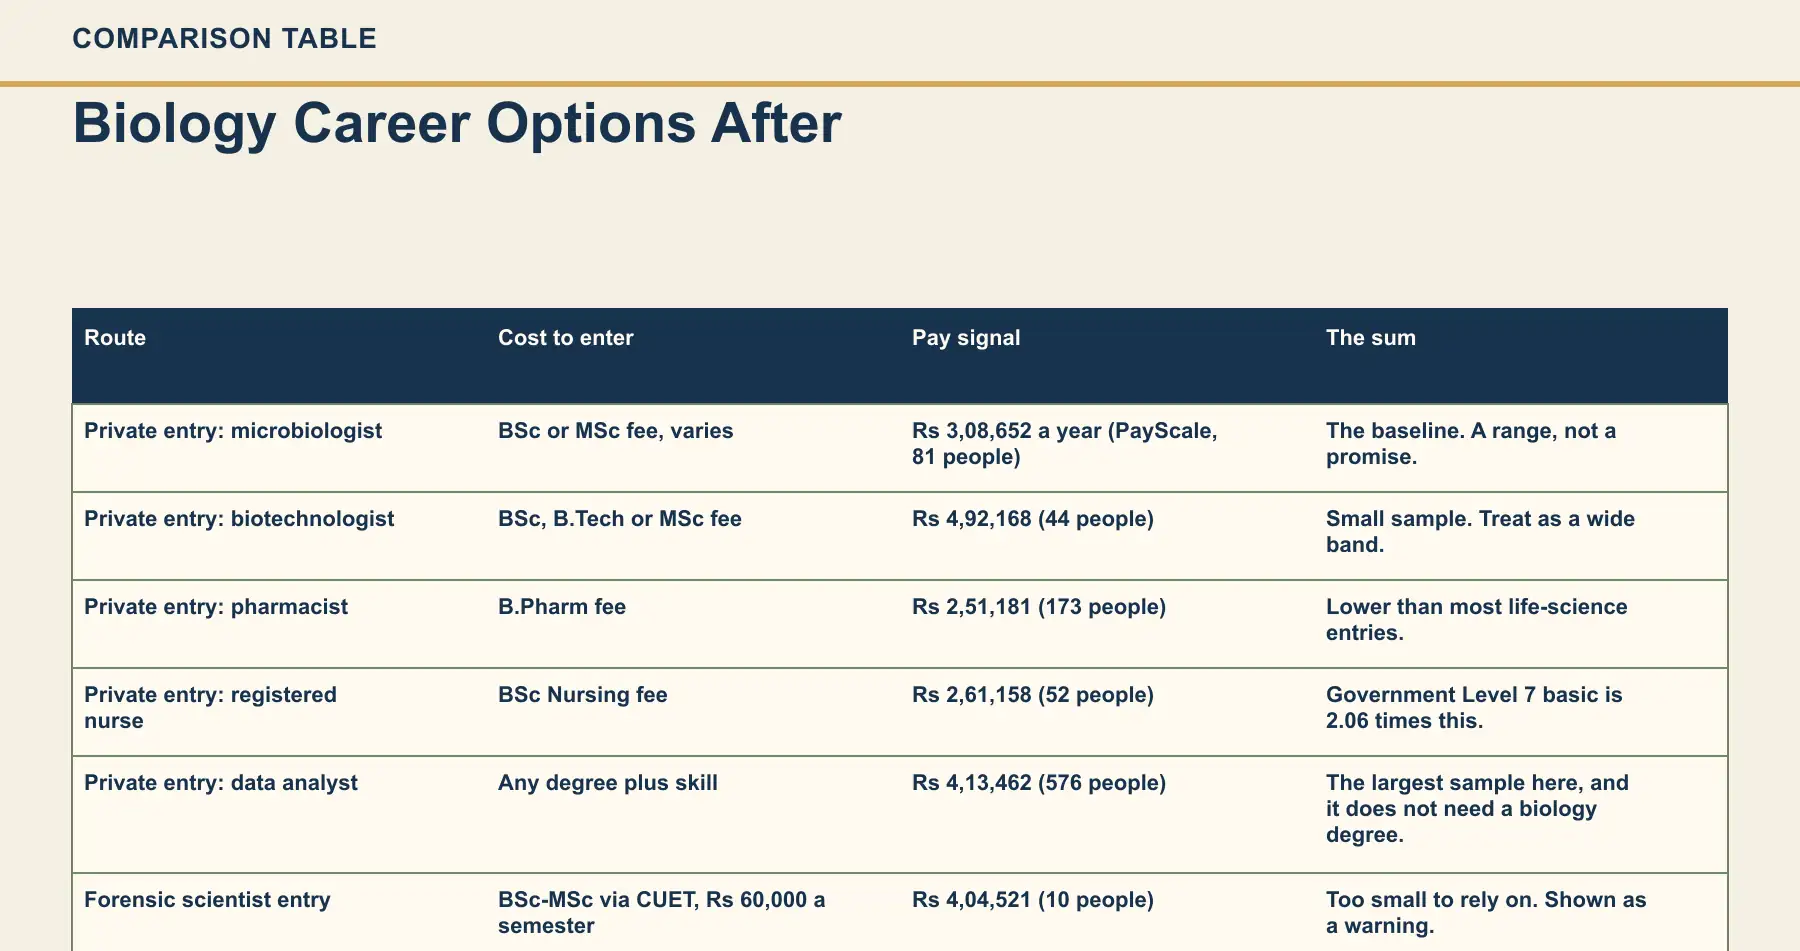 COMPARISON TABLE
Biology Career Options After
Route
Cost to enter
Pay signal
The sum
Private entry: microbiologist
BSc or MSc fee, varies
Rs 3,08,652 a year (PayScale,
81 people)
The baseline. A range, not a
promise.
Private entry: biotechnologist
BSc, B.Tech or MSc fee
Rs 4,92,168 (44 people)
Small sample. Treat as a wide
band.
Private entry: pharmacist
B.Pharm fee
Rs 2,51,181 (173 people)
Lower than most life-science
entries.
Private entry: registered
nurse
BSc Nursing fee
Rs 2,61,158 (52 people)
Government Level 7 basic is
2.06 times this.
Private entry: data analyst
Any degree plus skill
Rs 4,13,462 (576 people)
The largest sample here, and
it does not need a biology
degree.
Forensic scientist entry
BSc-MSc via CUET, Rs 60,000 a
semester
Rs 4,04,521 (10 people)
Too small to rely on. Shown as
a warning.